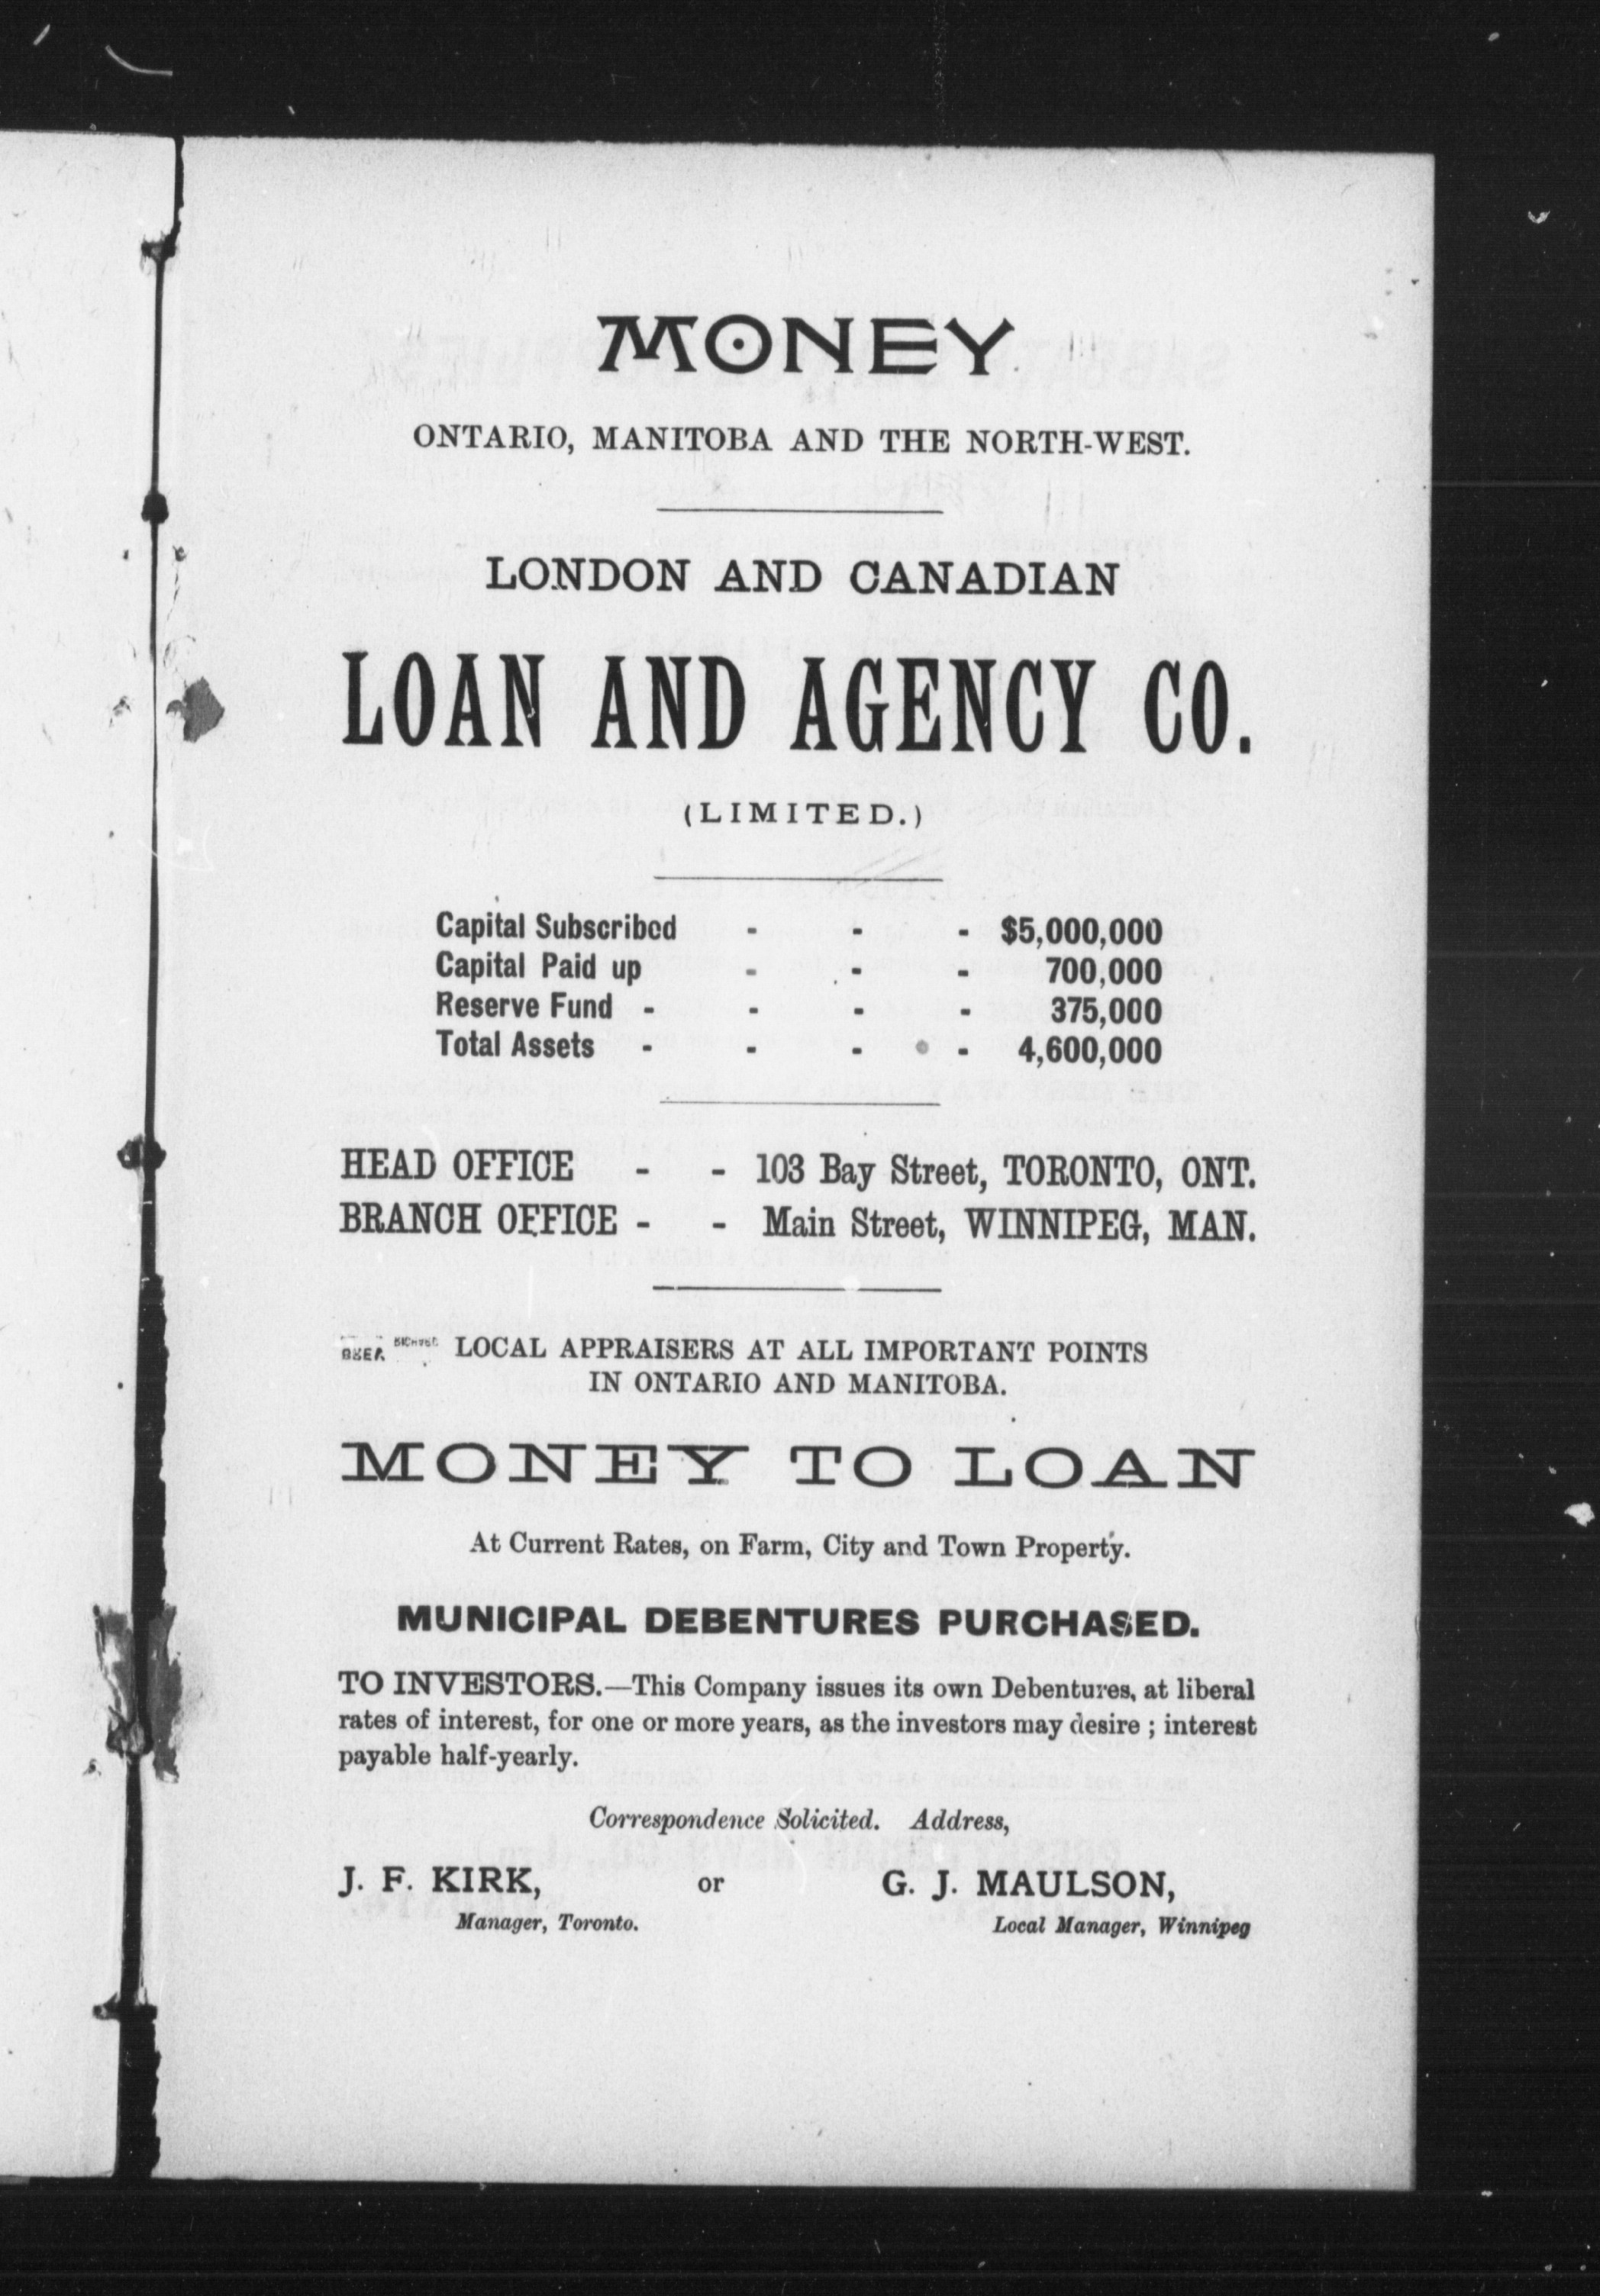 MONEY
ONTARIO, MANITOBA AND THE NORTH-WEST.
LONDON AND CANADIAN
LOAN AND AGENCY CO.
(LIMITED.)
Capital Subscribed - - - $5,000,000
Capital Paid up - - - 700,000
Reserve Fund - - - - 375,000
Total Assets - - - - 4,600,000
HEAD OFFICE - - 103 Bay Street, TORONTO, ONT.
BRANCH OFFICE - - Main Street, WINNIPEG, MAN.
LOCAL APPRAISERS AT ALL IMPORTANT POINTS
IN ONTARIO AND MANITOBA.
MONEY TO LOAN
At Current Rates, on Farm, City and Town Property.
MUNICIPAL DEBENTURES PURCHASED.
TO INVESTORS.—This Company issues its own Debentures, at liberal
rates of interest, for one or more years, as the investors may desire ; interest
payable half-yearly.
Correspondence Solicited. Address,
J. F. KIRK, or G. J. MAULSON,
Manager, Toronto. Local Manager, Winnipeg